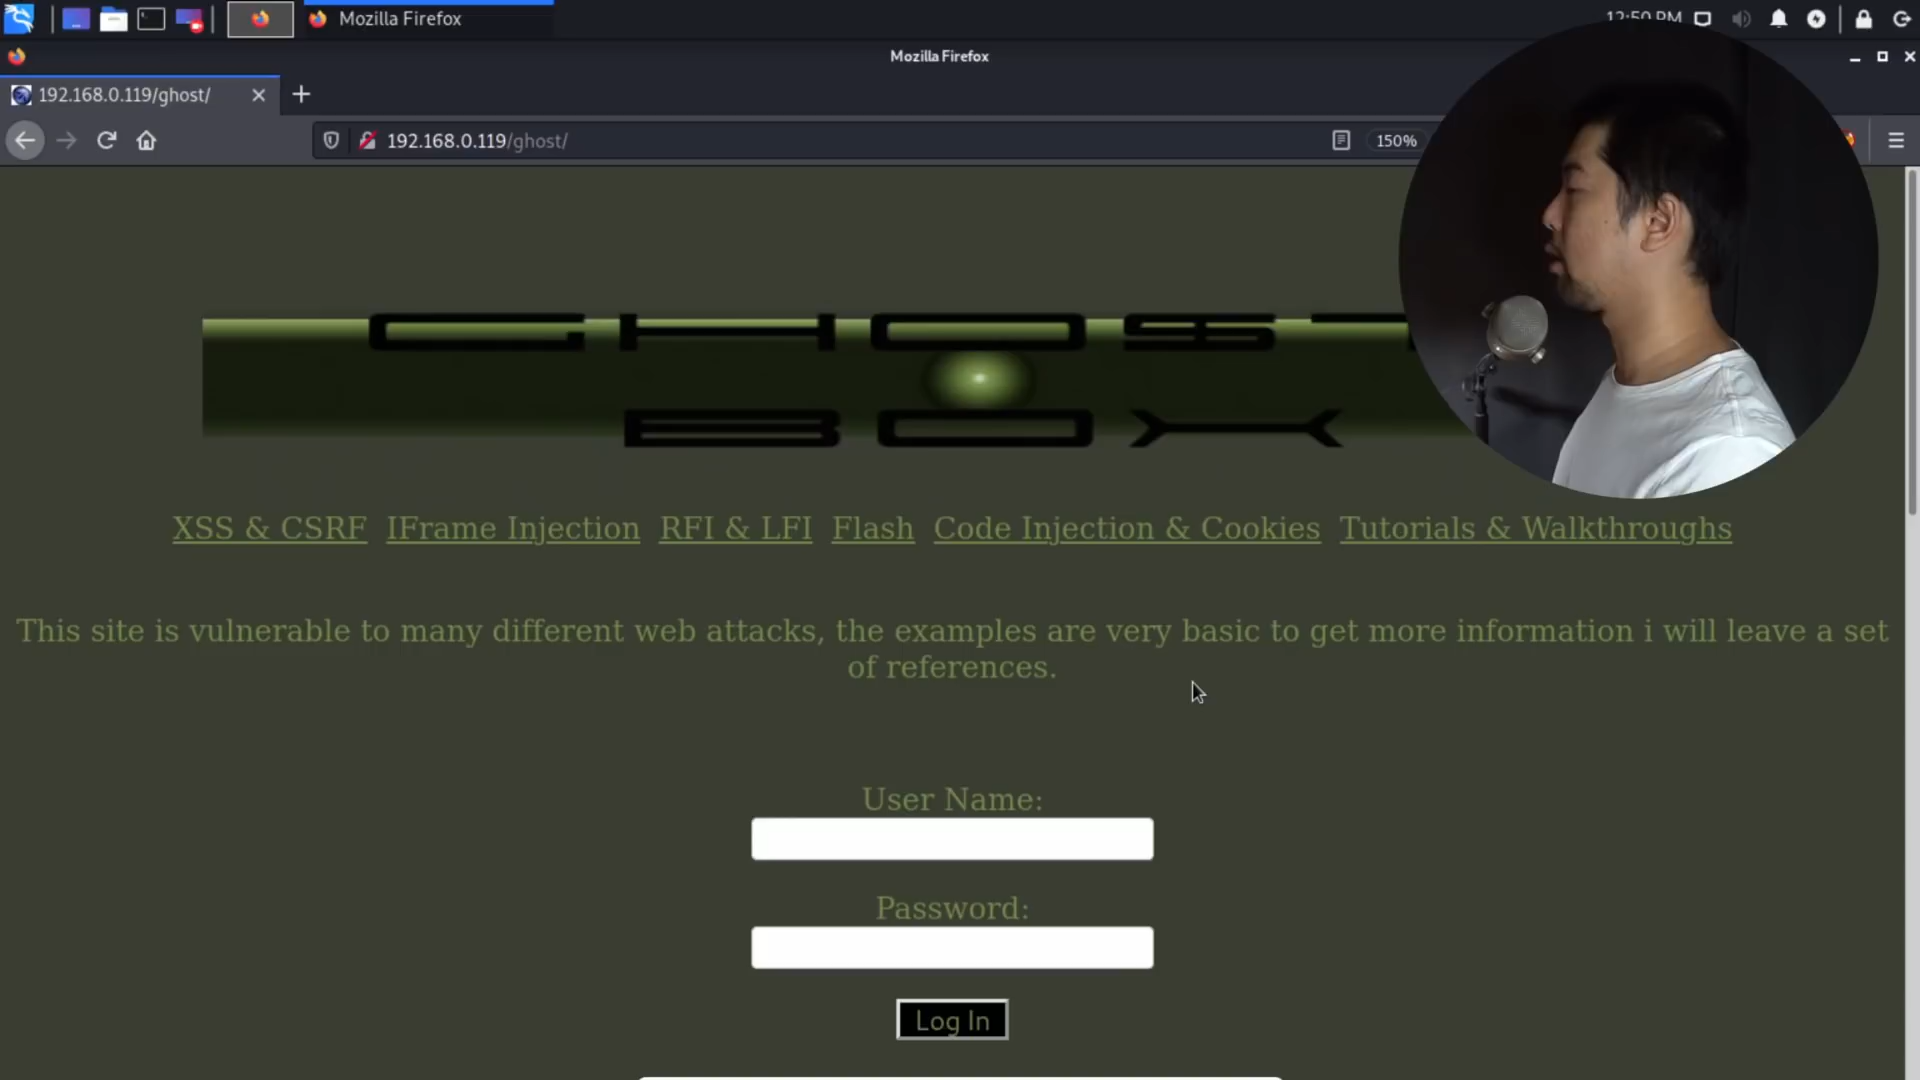 Mozilla Firefox
12:50 PM
Mozilla Firefox
192.168.0.119/ghost/
192.168.0.119/ghost/
150%
GHOST
BOX
XSS & CSRF IFrame Injection RFI & LFI Flash Code Injection & Cookies Tutorials & Walkthroughs
This site is vulnerable to many different web attacks, the examples are very basic to get more information i will leave a set
of references.
User Name:
Password:
Log In